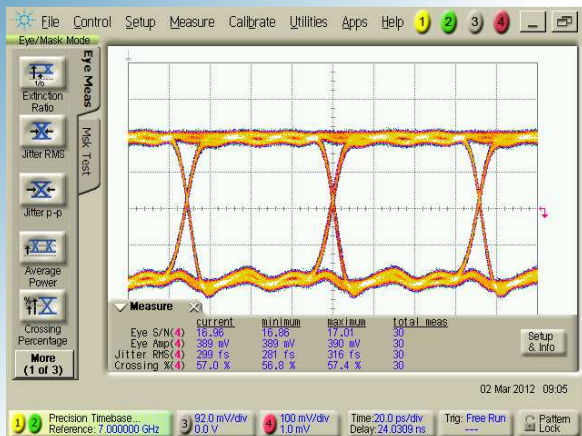 File Control Setup Measure Calibrate Utilities Apps Help 1 2 3 4
Eye/Mask Mode
Eye Meas
Msk Test
1/0
Extinction
Ratio
Jitter RMS
Jitter p-p
Average
Power
Crossing
Percentage
More
(1 of 3)
Measure
current minimum maximum total meas
Eye S/N(4) 16.96 16.86 17.01 30
Eye Amp(4) 389 mV 389 mV 390 mV 30
Jitter RMS(4) 299 fs 281 fs 316 fs 30
Crossing %(4) 57.0 % 56.8 % 57.4 % 30
Setup
& Info
02 Mar 2012 09:05
1 2 Precision Timebase...
Reference: 7.000000 GHz
3 92.0 mV/div
0.0 V
4 100 mV/div
1.0 mV
Time:20.0 ps/div
Delay:24.0309 ns
Trig: Free Run
---
Pattern
Lock